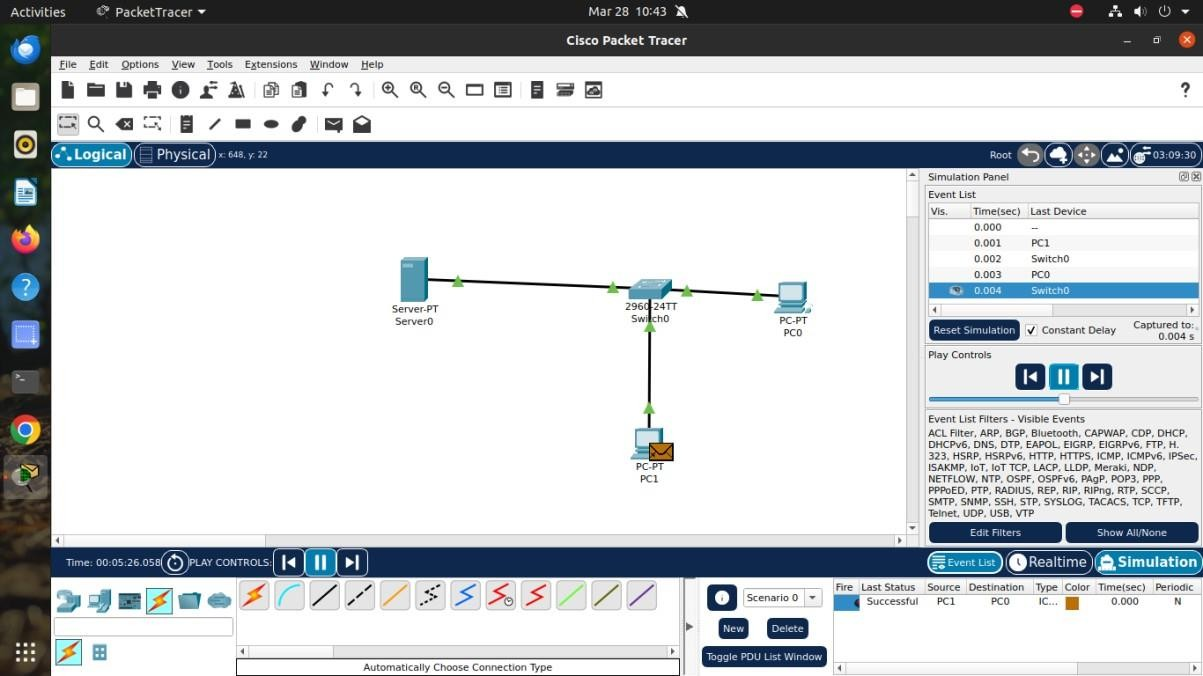 Activities PacketTracer Mar 28 10:43
Cisco Packet Tracer
File Edit Options View Tools Extensions Window Help
?
Logical Physical x: 648, y: 22 Root 03:09:30
Simulation Panel
Event List
Vis. Time(sec) Last Device
0.000 --
0.001 PC1
0.002 Switch0
0.003 PC0
0.004 Switch0
Reset Simulation Constant Delay Captured to:
0.004 s
Play Controls
Event List Filters - Visible Events
ACL Filter, ARP, BGP, Bluetooth, CAPWAP, CDP, DHCP,
DHCPv6, DNS, DTP, EAPOL, EIGRP, EIGRPv6, FTP, H.
323, HSRP, HSRPv6, HTTP, HTTPS, ICMP, ICMPv6, IPSec,
ISAKMP, IoT, IoT TCP, LACP, LLDP, Meraki, NDP,
NETFLOW, NTP, OSPF, OSPFv6, PAgP, POP3, PPP,
PPPoED, PTP, RADIUS, REP, RIP, RIPng, RTP, SCCP,
SMTP, SNMP, SSH, STP, SYSLOG, TACACS, TCP, TFTP,
Telnet, UDP, USB, VTP
Edit Filters Show All/None
Server-PT
Server0
2960-24TT
Switch0
PC-PT
PC0
PC-PT
PC1
Time: 00:05:26.058 PLAY CONTROLS: Event List Realtime Simulation
Scenario 0
New Delete
Toggle PDU List Window
Fire Last Status Source Destination Type Color Time(sec) Periodic
Successful PC1 PC0 IC... 0.000 N
Automatically Choose Connection Type